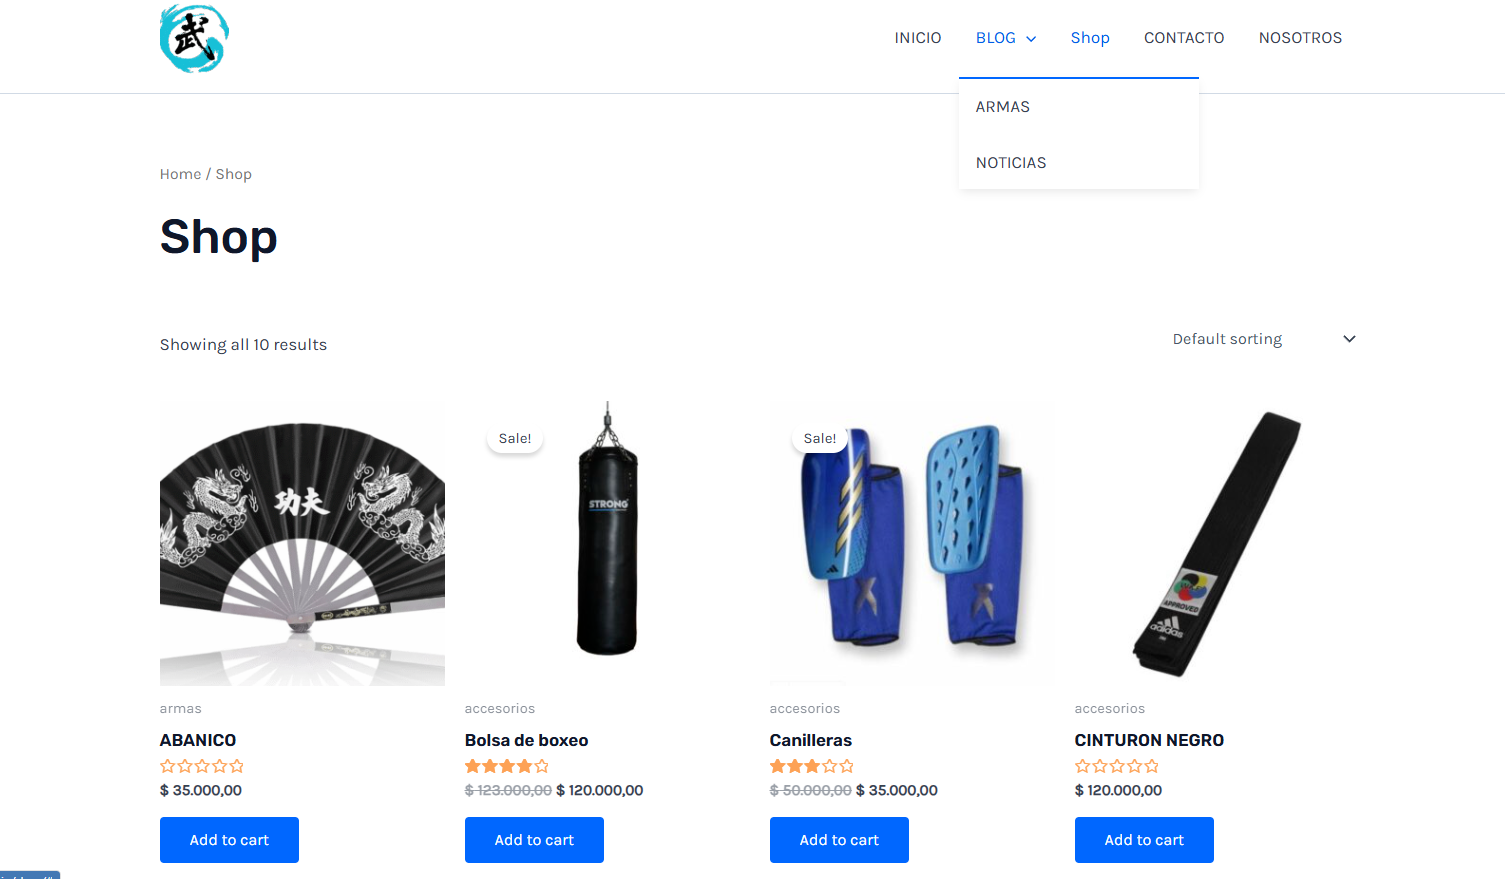 武
INICIO BLOG Shop CONTACTO NOSOTROS
ARMAS
NOTICIAS
Home / Shop
Shop
Showing all 10 results
Default sorting
功夫
Sale!
STRONG
Sale!
APPROVED
adidas
armas
ABANICO
$ 35.000,00
Add to cart
accesorios
Bolsa de boxeo
$ 123.000,00 $ 120.000,00
Add to cart
accesorios
Canilleras
$ 50.000,00 $ 35.000,00
Add to cart
accesorios
CINTURON NEGRO
$ 120.000,00
Add to cart